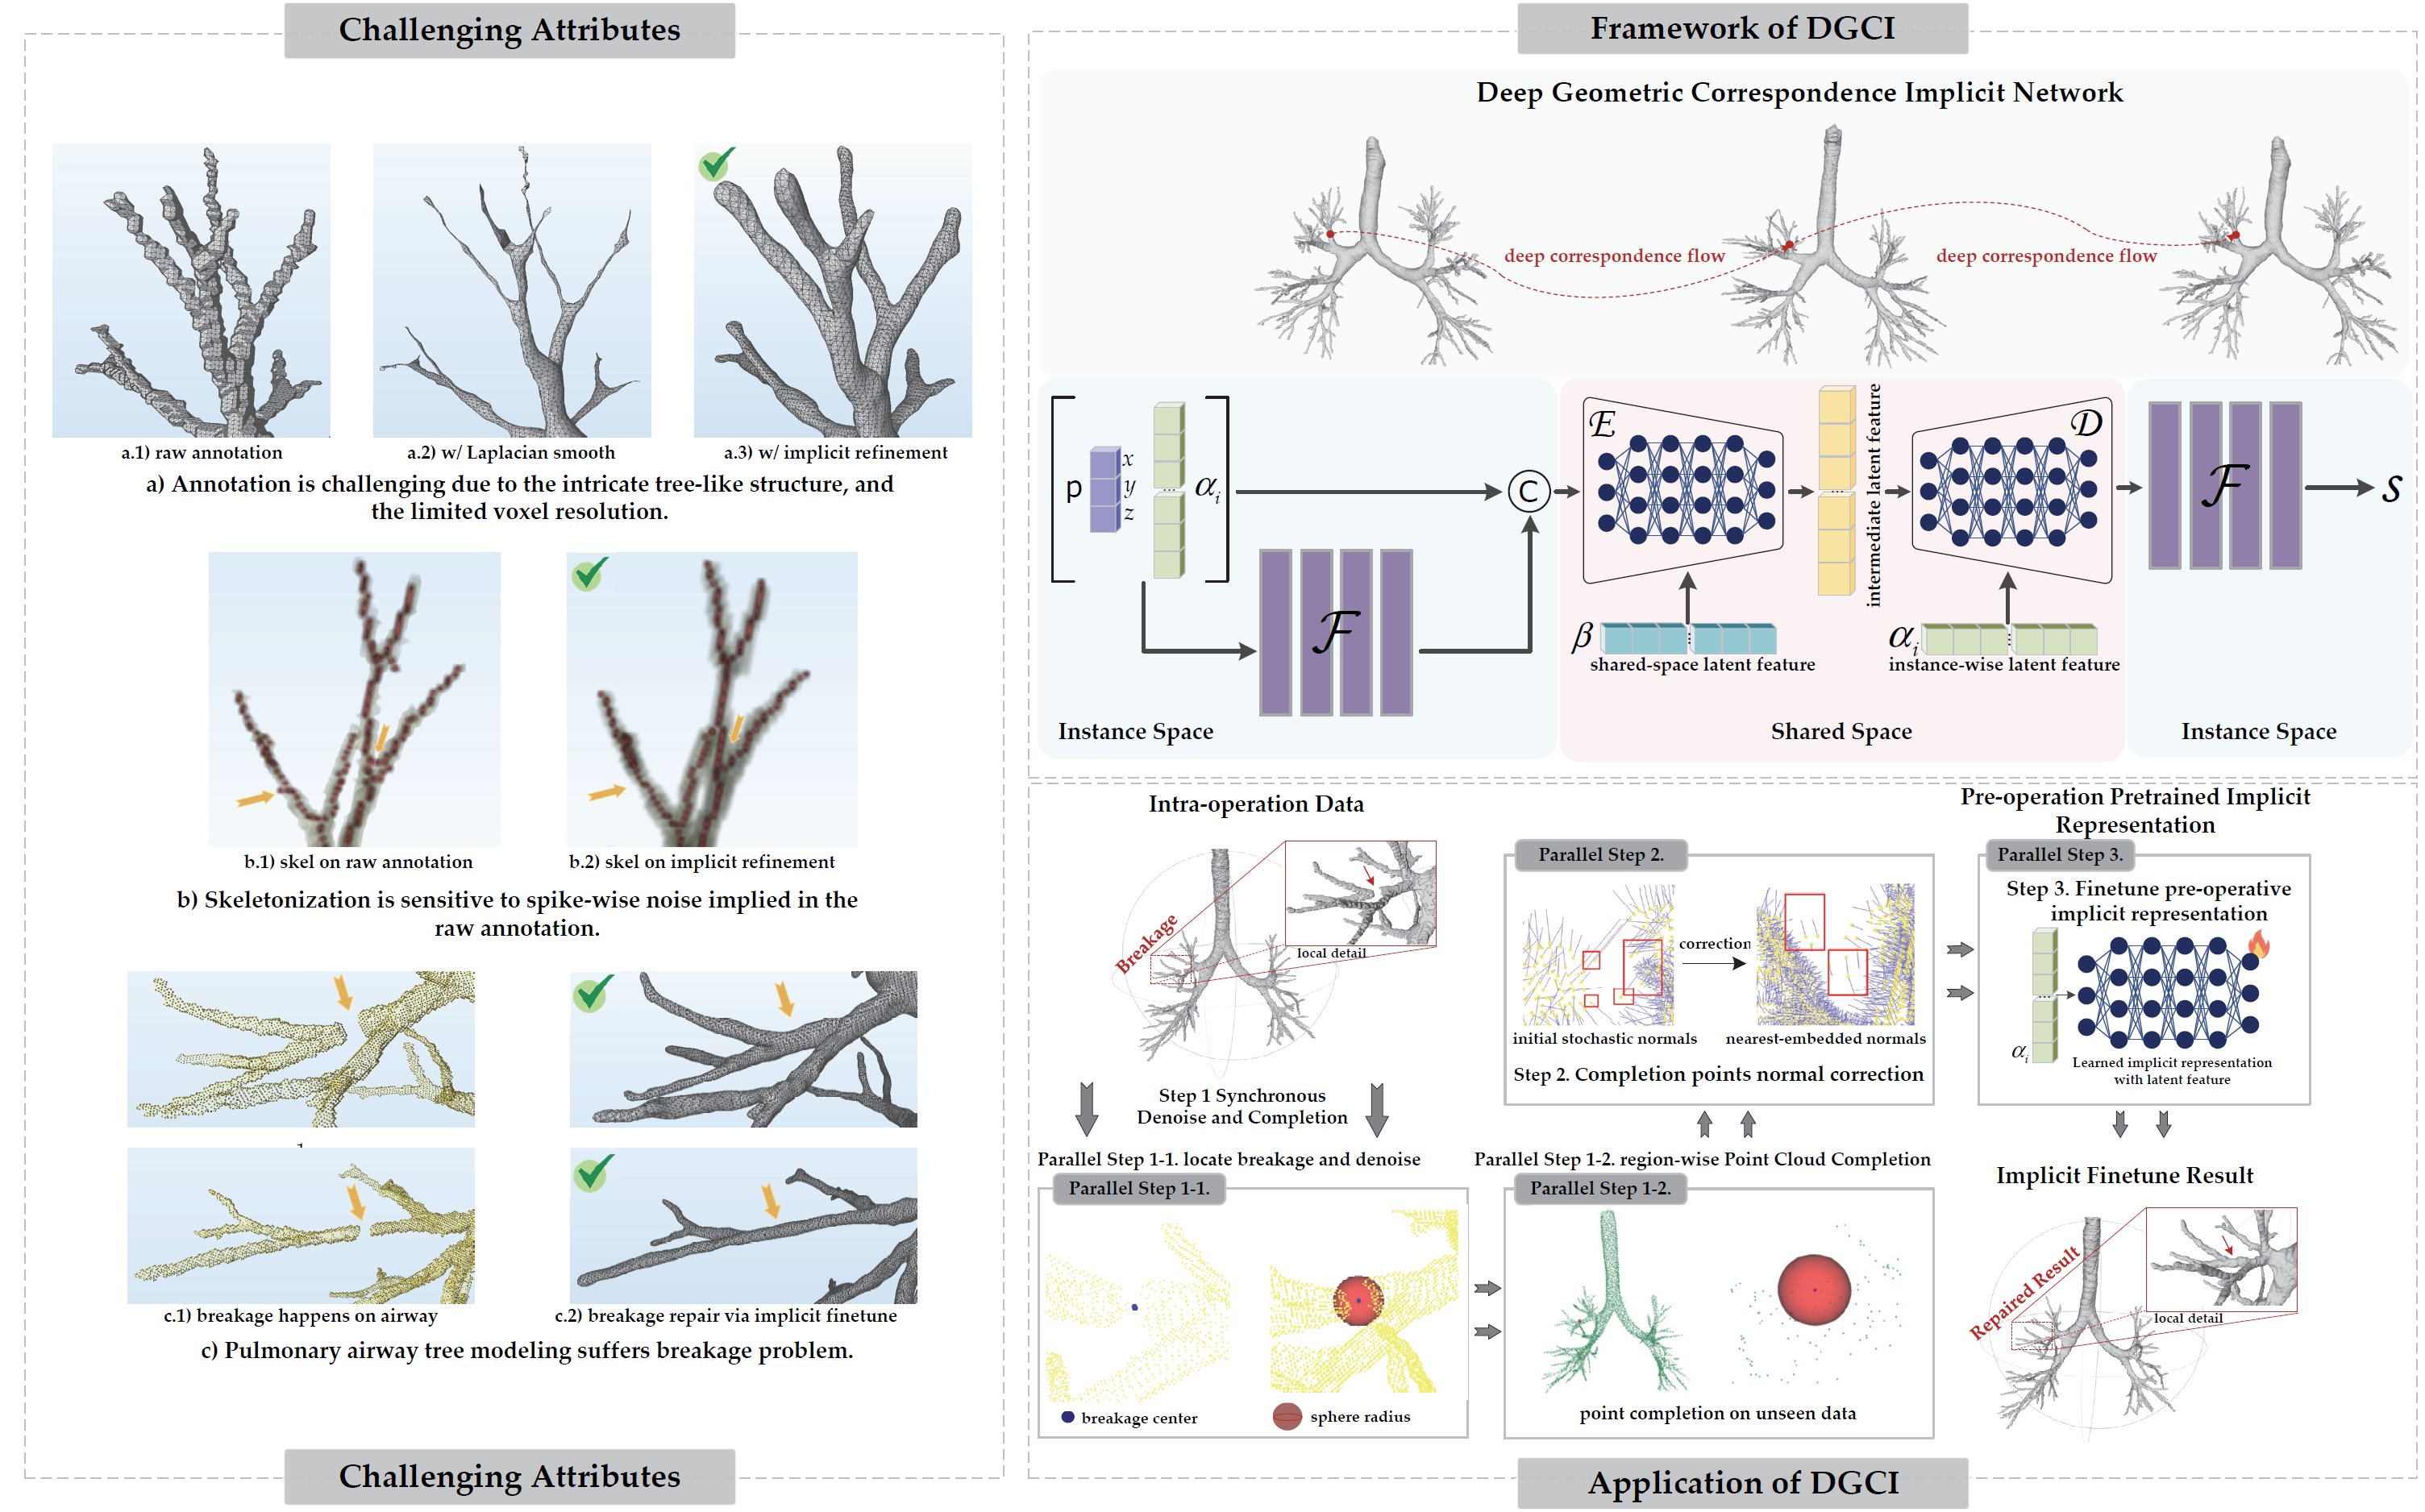 Challenging Attributes
a.1) raw annotation
a.2) w/ Laplacian smooth
a.3) w/ implicit refinement
a) Annotation is challenging due to the intricate tree-like structure, and
the limited voxel resolution.
b.1) skel on raw annotation
b.2) skel on implicit refinement
b) Skeletonization is sensitive to spike-wise noise implied in the
raw annotation.
c.1) breakage happens on airway
c.2) breakage repair via implicit finetune
c) Pulmonary airway tree modeling suffers breakage problem.
Challenging Attributes
Framework of DGCI
Deep Geometric Correspondence Implicit Network
deep correspondence flow
deep correspondence flow
p
x
y
z
...
αᵢ
C
ℱ
Instance Space
ℰ
intermediate latent feature
...
𝒟
β
shared-space latent feature
αᵢ
instance-wise latent feature
Shared Space
ℱ
𝒮
Instance Space
Intra-operation Data
Breakage
local detail
Step 1 Synchronous
Denoise and Completion
Parallel Step 1-1. locate breakage and denoise
Parallel Step 1-1.
breakage center
sphere radius
Parallel Step 1-2. region-wise Point Cloud Completion
Parallel Step 1-2.
point completion on unseen data
Parallel Step 2.
correction
initial stochastic normals
nearest-embedded normals
Step 2. Completion points normal correction
Pre-operation Pretrained Implicit
Representation
Parallel Step 3.
Step 3. Finetune pre-operative
implicit representation
...
αᵢ
Learned implicit representation
with latent feature
Implicit Finetune Result
Repaired Result
local detail
Application of DGCI